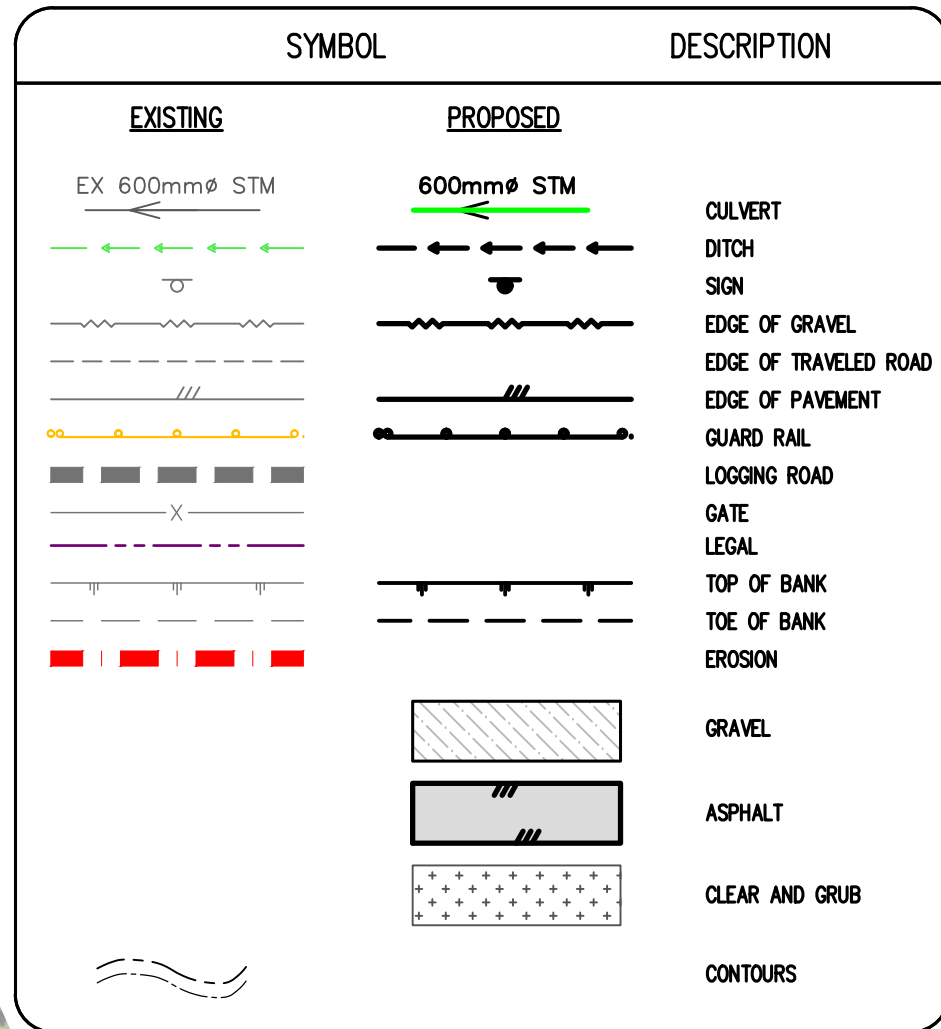 SYMBOL DESCRIPTION
EXISTING PROPOSED
EX 600mmø STM 600mmø STM
CULVERT
DITCH
SIGN
EDGE OF GRAVEL
EDGE OF TRAVELED ROAD
EDGE OF PAVEMENT
GUARD RAIL
LOGGING ROAD
X GATE
LEGAL
TOP OF BANK
TOE OF BANK
EROSION
GRAVEL
ASPHALT
CLEAR AND GRUB
CONTOURS